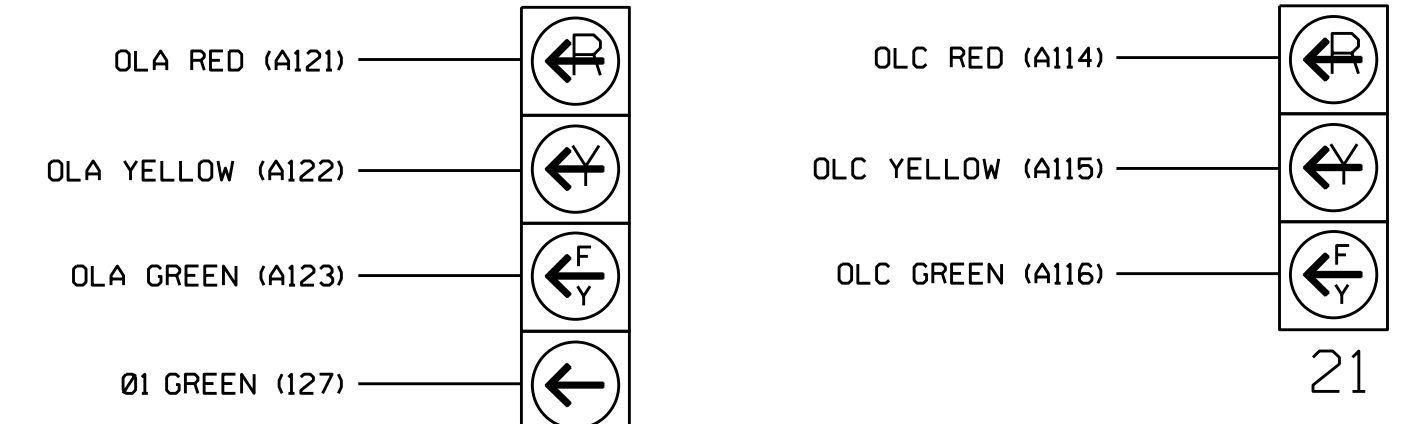 OLA RED (A121)
R
OLA YELLOW (A122)
Y
OLA GREEN (A123)
F
Y
Ø1 GREEN (127)
OLC RED (A114)
R
OLC YELLOW (A115)
Y
OLC GREEN (A116)
F
Y
21